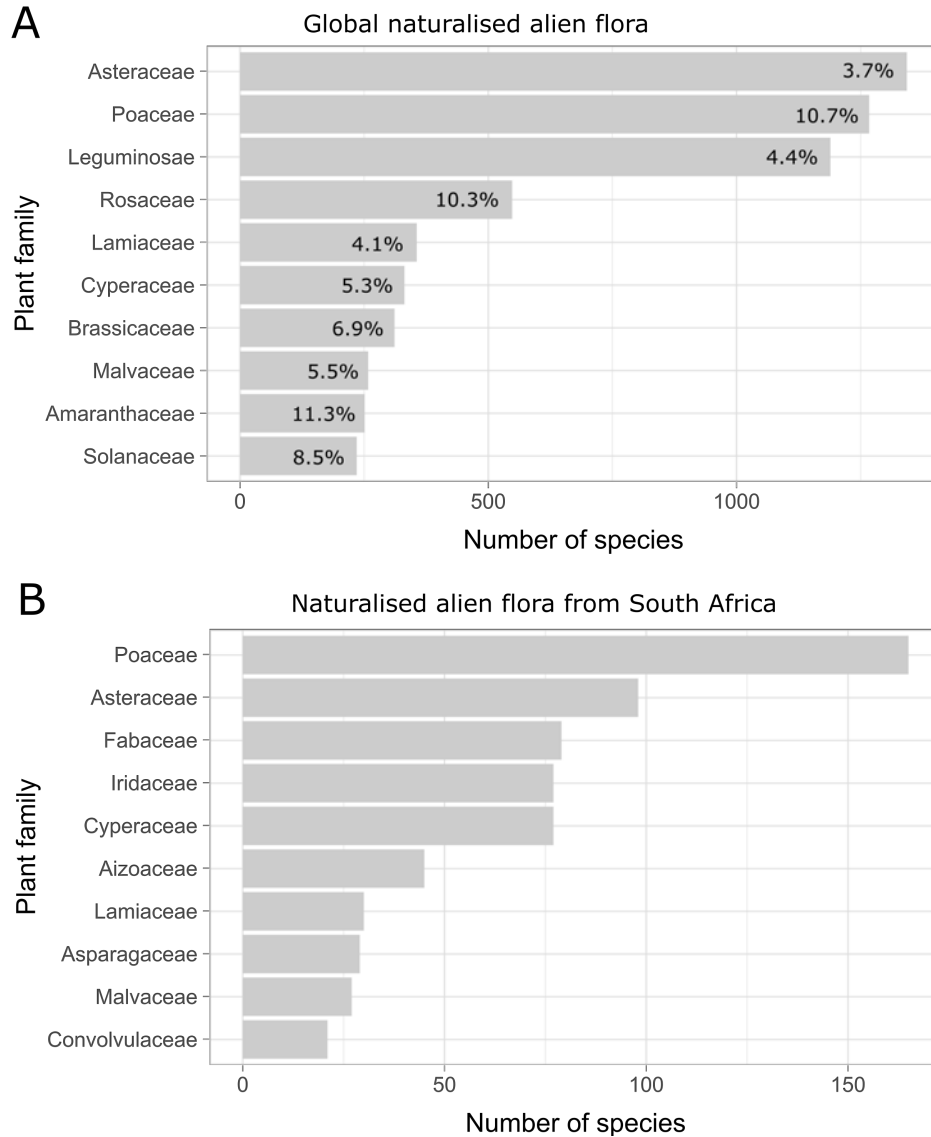 A
Global naturalised alien flora
Plant family
Asteraceae 3.7%
Poaceae 10.7%
Leguminosae 4.4%
Rosaceae 10.3%
Lamiaceae 4.1%
Cyperaceae 5.3%
Brassicaceae 6.9%
Malvaceae 5.5%
Amaranthaceae 11.3%
Solanaceae 8.5%
0 500 1000
Number of species
B
Naturalised alien flora from South Africa
Plant family
Poaceae
Asteraceae
Fabaceae
Iridaceae
Cyperaceae
Aizoaceae
Lamiaceae
Asparagaceae
Malvaceae
Convolvulaceae
0 50 100 150
Number of species